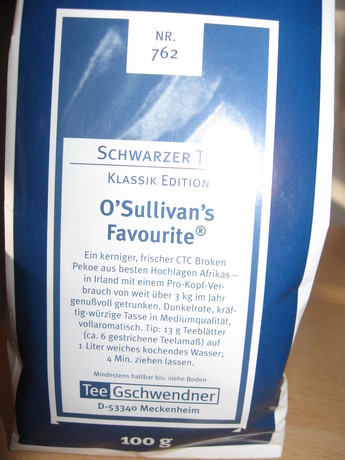 NR.
762
SCHWARZER T
KLASSIK EDITION
O'Sullivan's
Favourite®
Ein kerniger, frischer CTC Broken
Pekoe aus besten Hochlagen Afrikas –
in Irland mit einem Pro-Kopf-Ver-
brauch von weit über 3 kg im Jahr
genußvoll getrunken. Dunkelrote, kräf-
tig-würzige Tasse in Mediumqualität,
vollaromatisch. Tip: 13 g Teeblätter
(ca. 6 gestrichene Teelamaß) auf
1 Liter weiches kochendes Wasser;
4 Min. ziehen lassen.
Mindestens haltbar bis: siehe Boden
TeeGschwendner
D-53340 Meckenheim
100 g